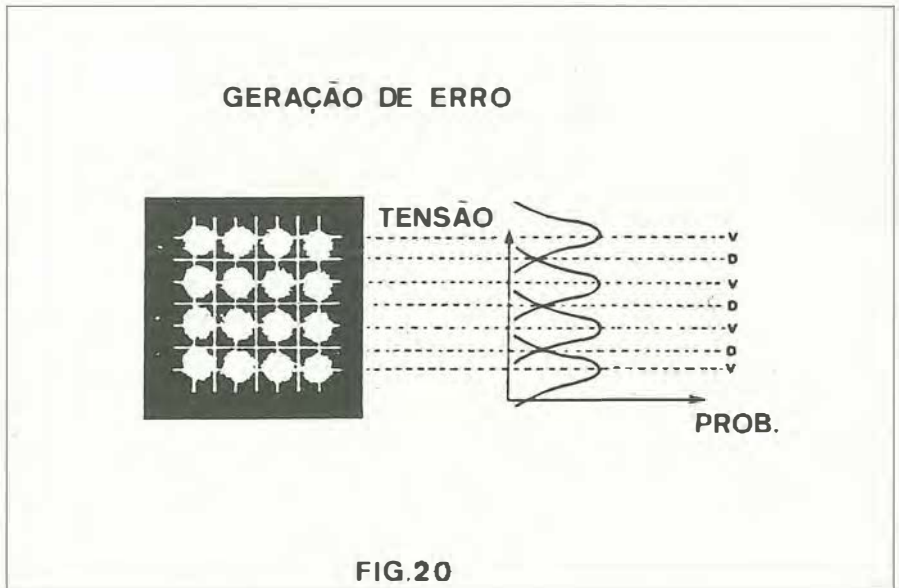 GERAÇÃO DE ERRO
TENSÃO
V
D
V
D
V
D
V
PROB.
FIG.20